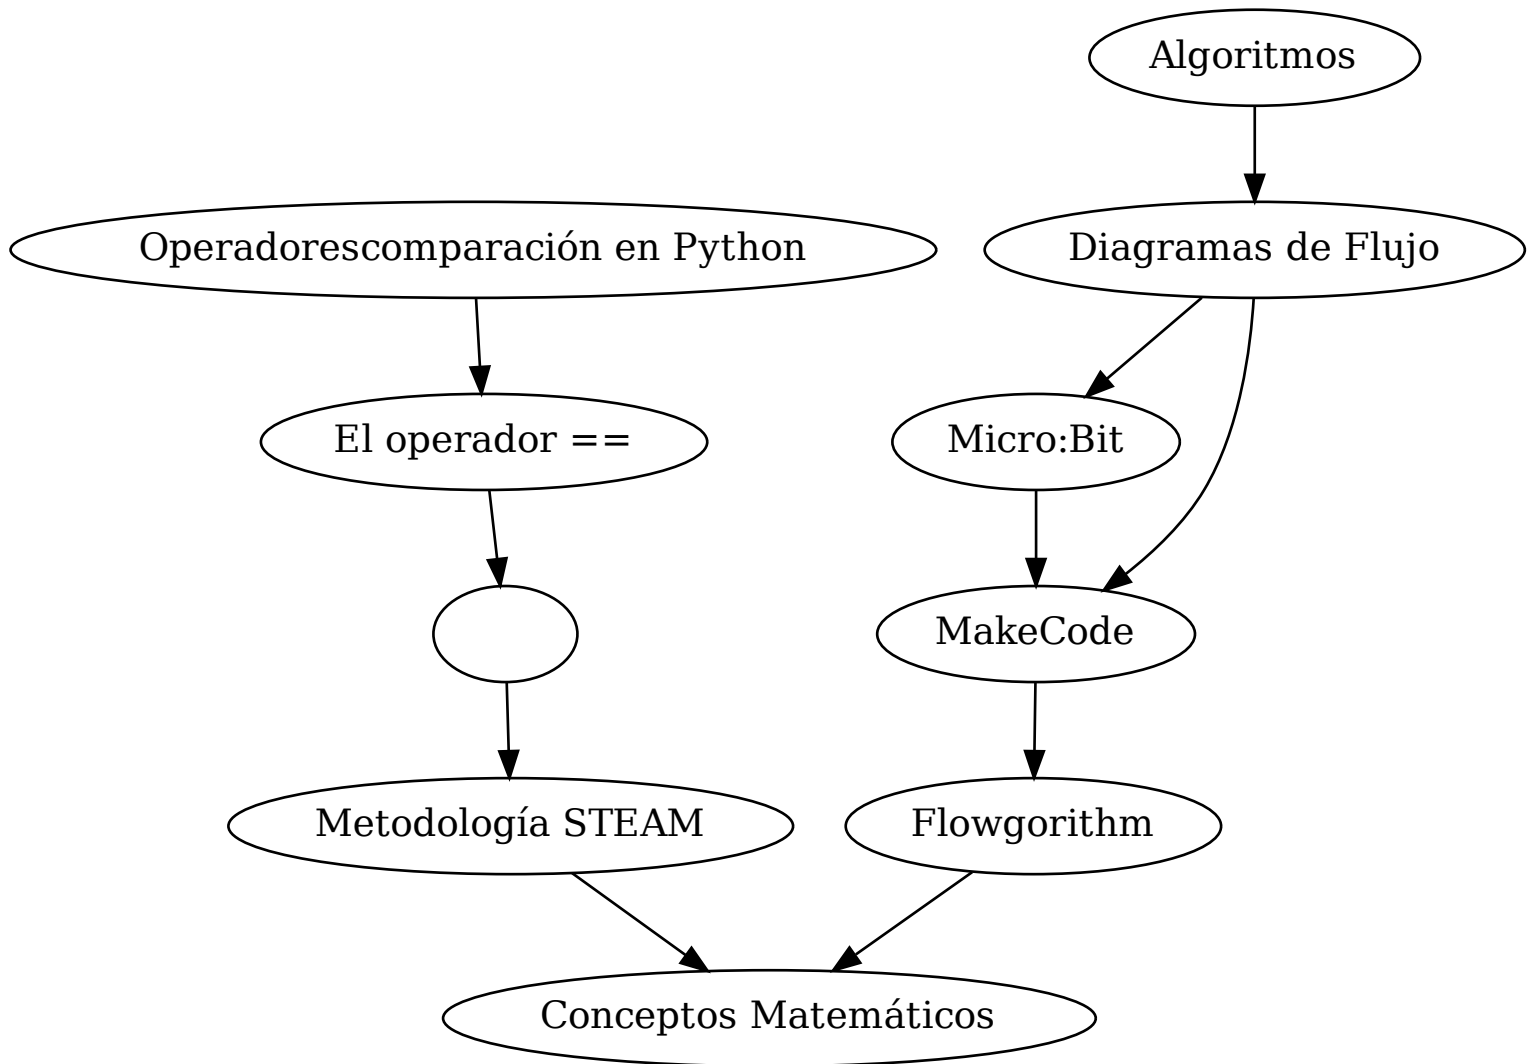 Algoritmos
Operadorescomparación en Python
Diagramas de Flujo
El operador ==
Micro:Bit
MakeCode
Metodología STEAM
Flowgorithm
Conceptos Matemáticos